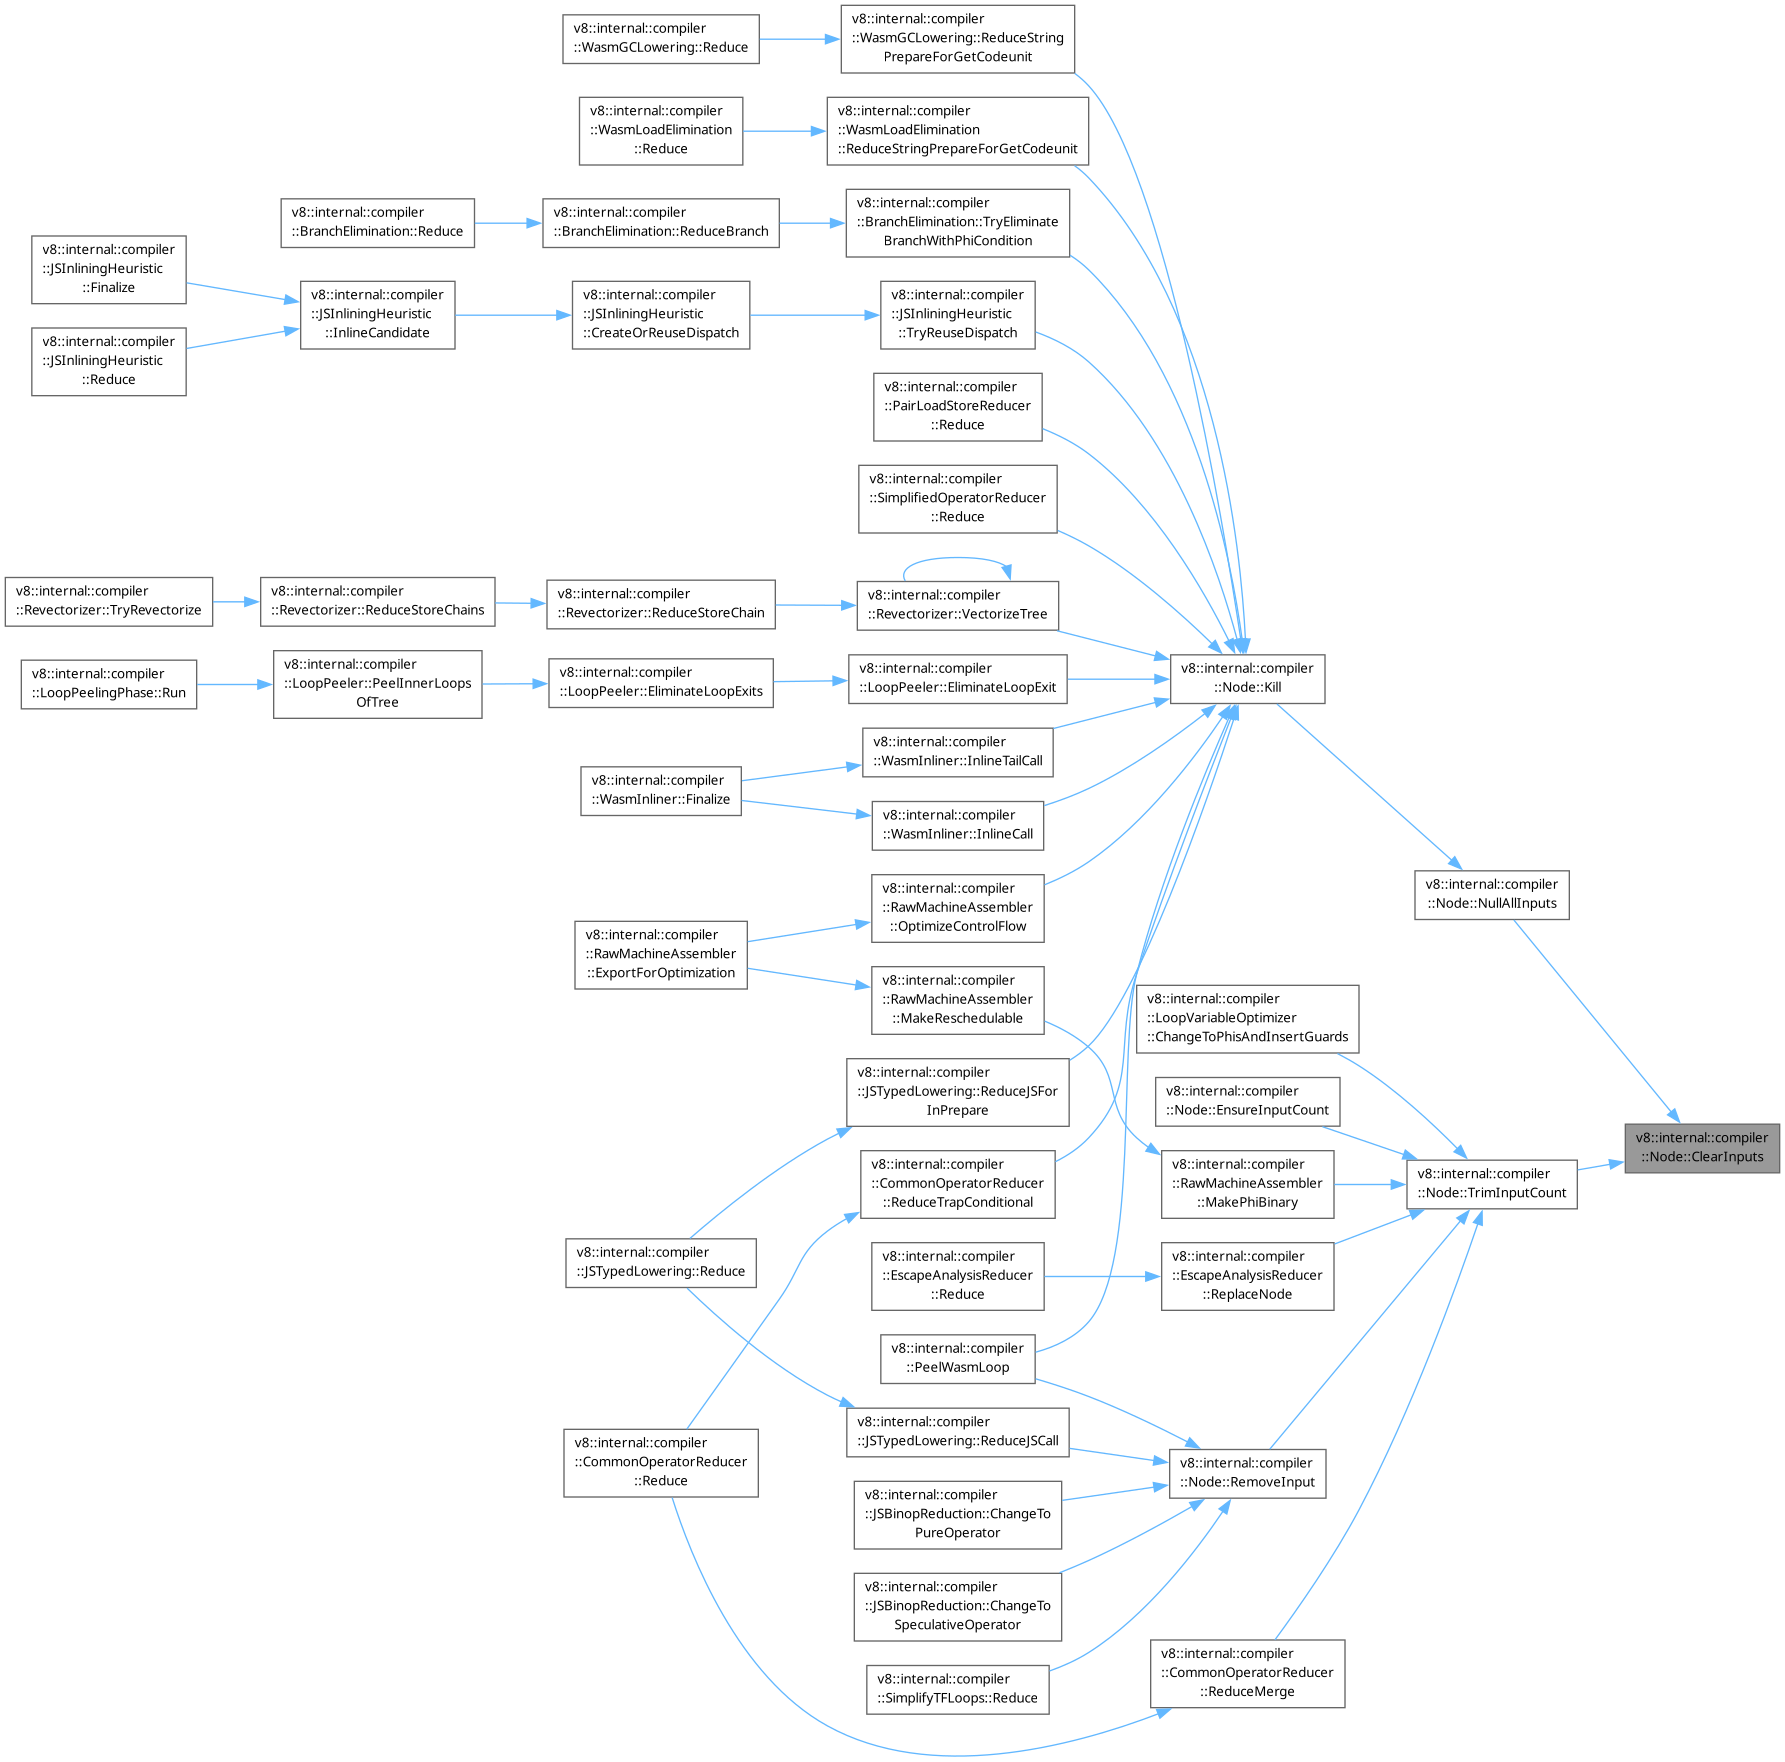 v8::internal::compiler
::WasmGCLowering::Reduce
v8::internal::compiler
::WasmGCLowering::ReduceString
PrepareForGetCodeunit
v8::internal::compiler
::WasmLoadElimination
::Reduce
v8::internal::compiler
::WasmLoadElimination
::ReduceStringPrepareForGetCodeunit
v8::internal::compiler
::BranchElimination::Reduce
v8::internal::compiler
::BranchElimination::ReduceBranch
v8::internal::compiler
::BranchElimination::TryEliminate
BranchWithPhiCondition
v8::internal::compiler
::JSInliningHeuristic
::Finalize
v8::internal::compiler
::JSInliningHeuristic
::Reduce
v8::internal::compiler
::JSInliningHeuristic
::InlineCandidate
v8::internal::compiler
::JSInliningHeuristic
::CreateOrReuseDispatch
v8::internal::compiler
::JSInliningHeuristic
::TryReuseDispatch
v8::internal::compiler
::PairLoadStoreReducer
::Reduce
v8::internal::compiler
::SimplifiedOperatorReducer
::Reduce
v8::internal::compiler
::Revectorizer::TryRevectorize
v8::internal::compiler
::Revectorizer::ReduceStoreChains
v8::internal::compiler
::Revectorizer::ReduceStoreChain
v8::internal::compiler
::Revectorizer::VectorizeTree
v8::internal::compiler
::LoopPeelingPhase::Run
v8::internal::compiler
::LoopPeeler::PeelInnerLoops
OfTree
v8::internal::compiler
::LoopPeeler::EliminateLoopExits
v8::internal::compiler
::LoopPeeler::EliminateLoopExit
v8::internal::compiler
::Node::Kill
v8::internal::compiler
::WasmInliner::Finalize
v8::internal::compiler
::WasmInliner::InlineTailCall
v8::internal::compiler
::WasmInliner::InlineCall
v8::internal::compiler
::Node::NullAllInputs
v8::internal::compiler
::RawMachineAssembler
::OptimizeControlFlow
v8::internal::compiler
::RawMachineAssembler
::ExportForOptimization
v8::internal::compiler
::RawMachineAssembler
::MakeReschedulable
v8::internal::compiler
::LoopVariableOptimizer
::ChangeToPhisAndInsertGuards
v8::internal::compiler
::JSTypedLowering::ReduceJSFor
InPrepare
v8::internal::compiler
::Node::EnsureInputCount
v8::internal::compiler
::Node::ClearInputs
v8::internal::compiler
::CommonOperatorReducer
::ReduceTrapConditional
v8::internal::compiler
::RawMachineAssembler
::MakePhiBinary
v8::internal::compiler
::Node::TrimInputCount
v8::internal::compiler
::JSTypedLowering::Reduce
v8::internal::compiler
::EscapeAnalysisReducer
::Reduce
v8::internal::compiler
::EscapeAnalysisReducer
::ReplaceNode
v8::internal::compiler
::PeelWasmLoop
v8::internal::compiler
::JSTypedLowering::ReduceJSCall
v8::internal::compiler
::CommonOperatorReducer
::Reduce
v8::internal::compiler
::Node::RemoveInput
v8::internal::compiler
::JSBinopReduction::ChangeTo
PureOperator
v8::internal::compiler
::JSBinopReduction::ChangeTo
SpeculativeOperator
v8::internal::compiler
::SimplifyTFLoops::Reduce
v8::internal::compiler
::CommonOperatorReducer
::ReduceMerge